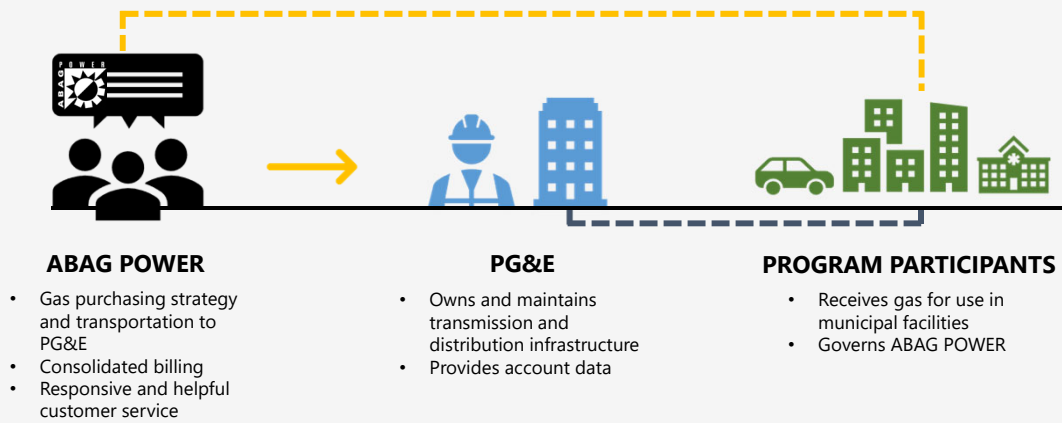 POWER
ABAG
ABAG POWER
• Gas purchasing strategy
and transportation to
PG&E
• Consolidated billing
• Responsive and helpful
customer service
PG&E
• Owns and maintains
transmission and
distribution infrastructure
• Provides account data
PROGRAM PARTICIPANTS
• Receives gas for use in
municipal facilities
• Governs ABAG POWER